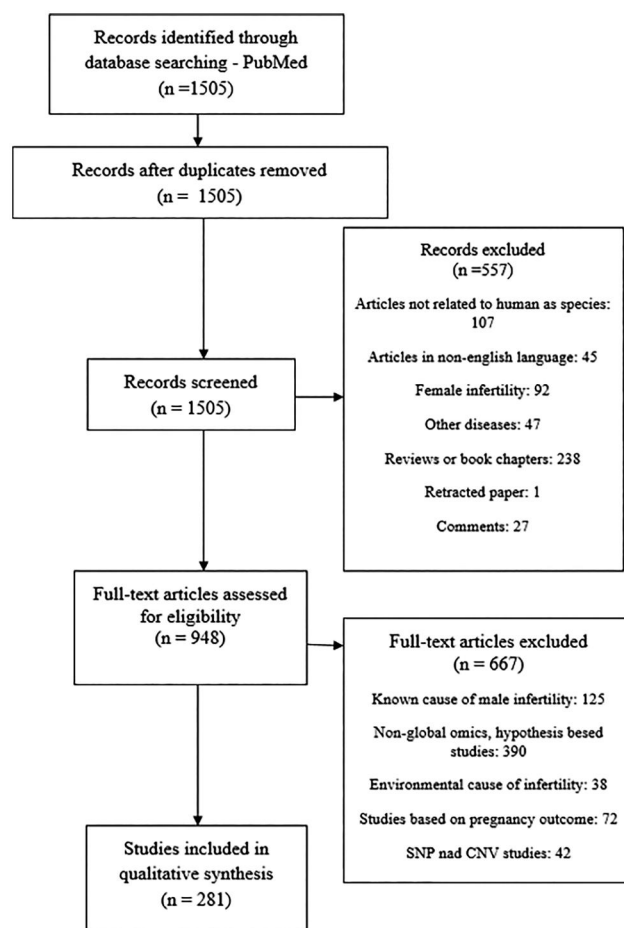 Records identified through
database searching - PubMed
(n =1505)
Records after duplicates removed
(n = 1505)
Records excluded
(n =557)
Articles not related to human as species:
107
Articles in non-english language: 45
Female infertility: 92
Other diseases: 47
Reviews or book chapters: 238
Retracted paper: 1
Comments: 27
Records screened
(n = 1505)
Full-text articles assessed
for eligibility
(n = 948)
Full-text articles excluded
(n = 667)
Known cause of male infertility: 125
Non-global omics, hypothesis besed
studies: 390
Environmental cause of infertility: 38
Studies based on pregnancy outcome: 72
SNP nad CNV studies: 42
Studies included in
qualitative synthesis
n = 281)